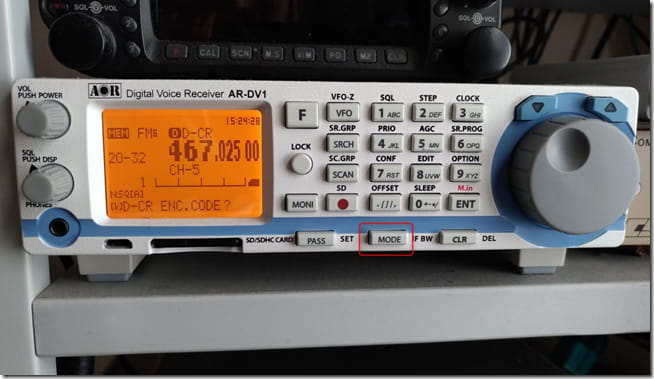 SQL VOL
SQL VOL
F CAL SCN M.S V/M PO MJ CLR
VOL
PUSH POWER
AOR Digital Voice Receiver AR-DV1
15:24:28
MEM FM6 D D-CR
20-32 467.025 00
CH-5
1
NSQ[A]
D-CR ENC.CODE?
SQL
PUSH DISP
PHONES
F
LOCK
VFO-Z SQL STEP CLOCK
VFO 1 ABC 2 DEF 3 GHI
SR.GRP PRIO AGC SR.PROG
SRCH 4 JKL 5 MN 6 OPQ
SC.GRP CONF EDIT OPTION
SCAN 7 RST 8 UVW 9 XYZ
SD OFFSET SLEEP M.in
MONI ENT
SD/SDHC CARD PASS SET MODE F BW CLR DEL